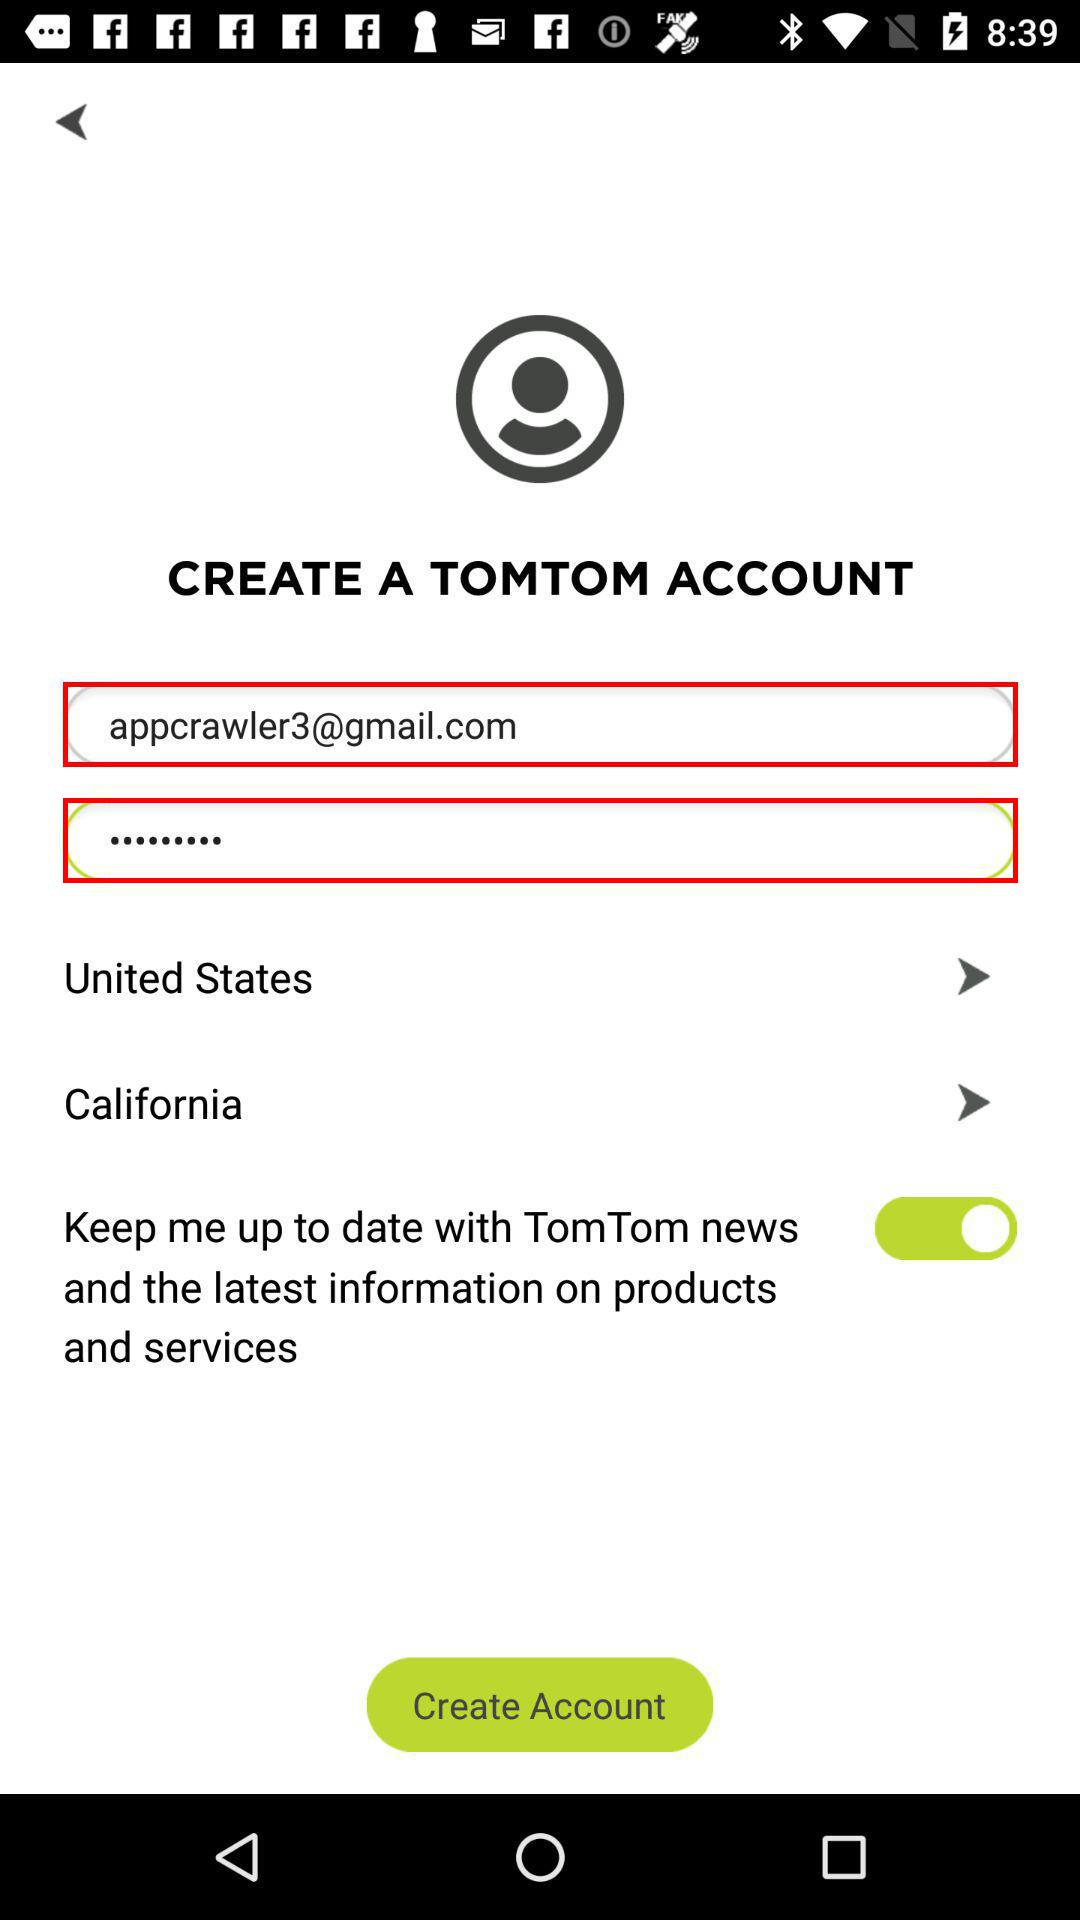 FAKE
8:39
CREATE A TOMTOM ACCOUNT
appcrawler3@gmail.com
•••••••••
United States
California
Keep me up to date with TomTom news
and the latest information on products
and services
Create Account